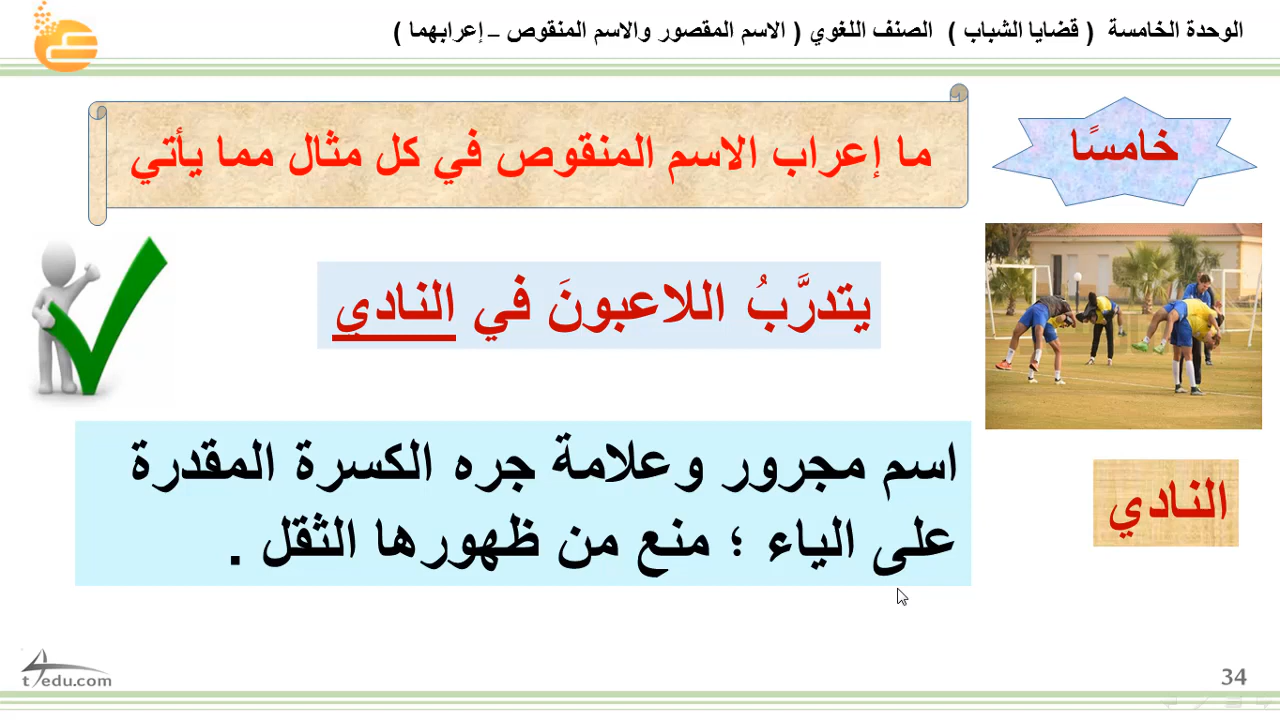 الوحدة الخامسة ( قضايا الشباب ) الصنف اللغوي ( الاسم المقصور والاسم المنقوص – إعرابهما )
خامسًا
ما إعراب الاسم المنقوص في كل مثال مما يأتي
يتدرَّبُ اللاعبونَ في النادي
النادي
اسم مجرور وعلامة جره الكسرة المقدرة
على الياء ؛ منع من ظهورها الثقل .
t4edu.com
34